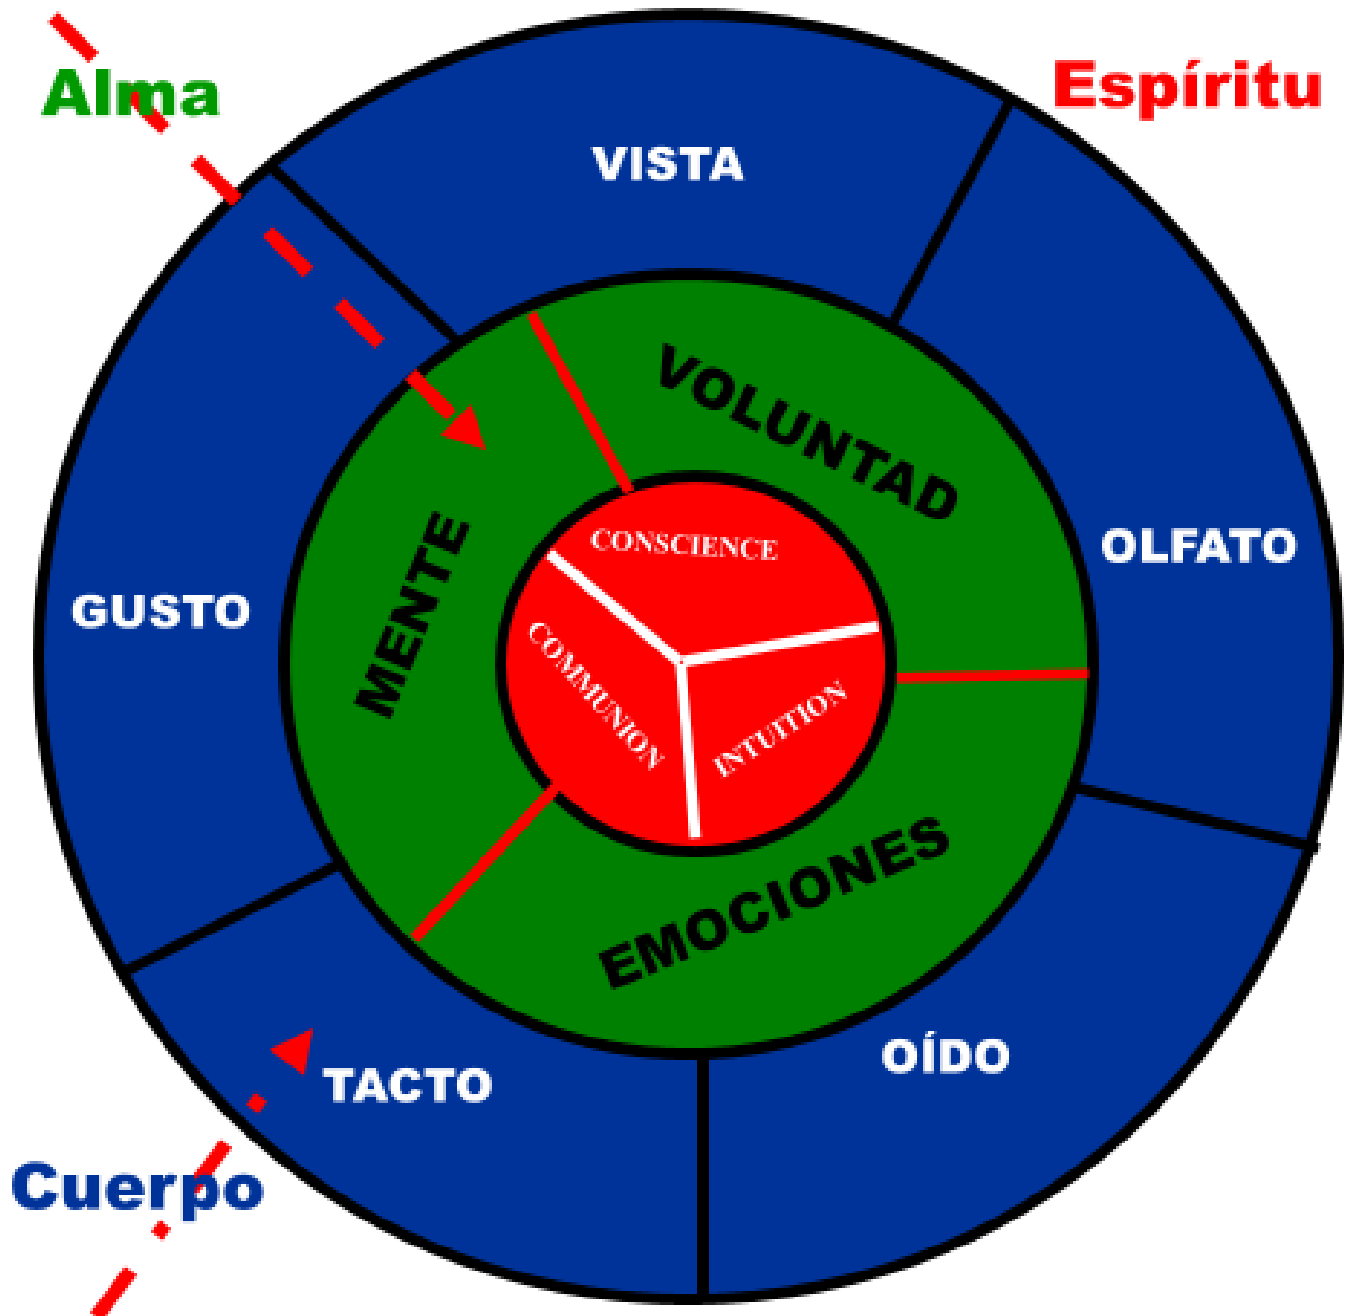 Alma
Espíritu
VISTA
VOLUNTAD
CONSCIENCE
OLFATO
MENTE
GUSTO
COMMUNION
INTUITION
EMOCIONES
OÍDO
TACTO
Cuerpo